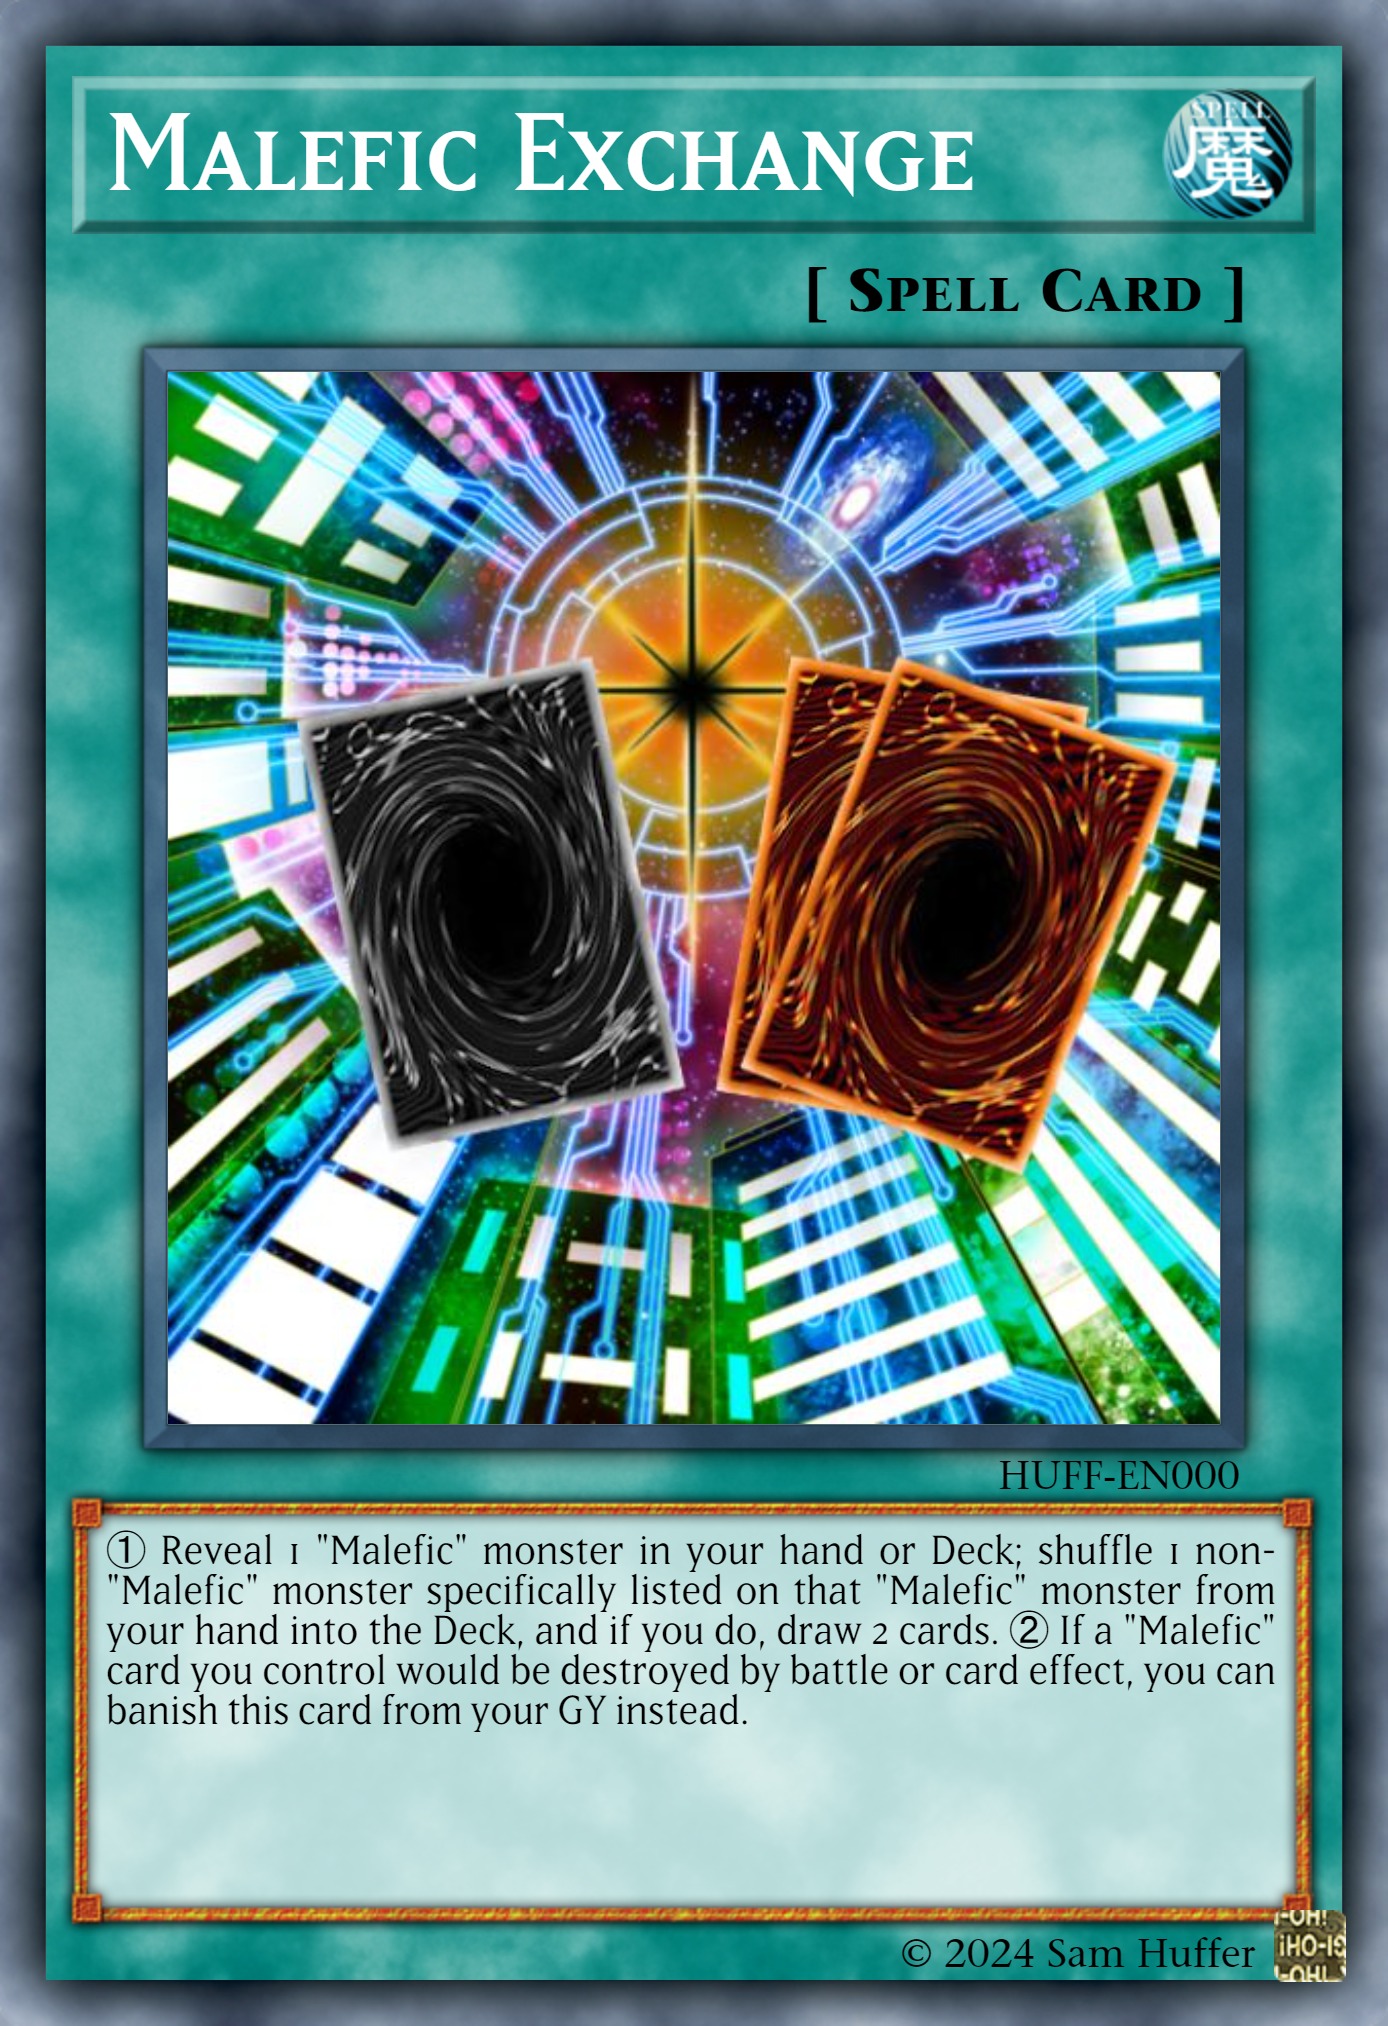 Malefic Exchange
SPELL
魔
[ Spell Card ]
HUFF-EN000
① Reveal 1 "Malefic" monster in your hand or Deck; shuffle 1 non-
"Malefic" monster specifically listed on that "Malefic" monster from
your hand into the Deck, and if you do, draw 2 cards. ② If a "Malefic"
card you control would be destroyed by battle or card effect, you can
banish this card from your GY instead.
© 2024 Sam Huffer